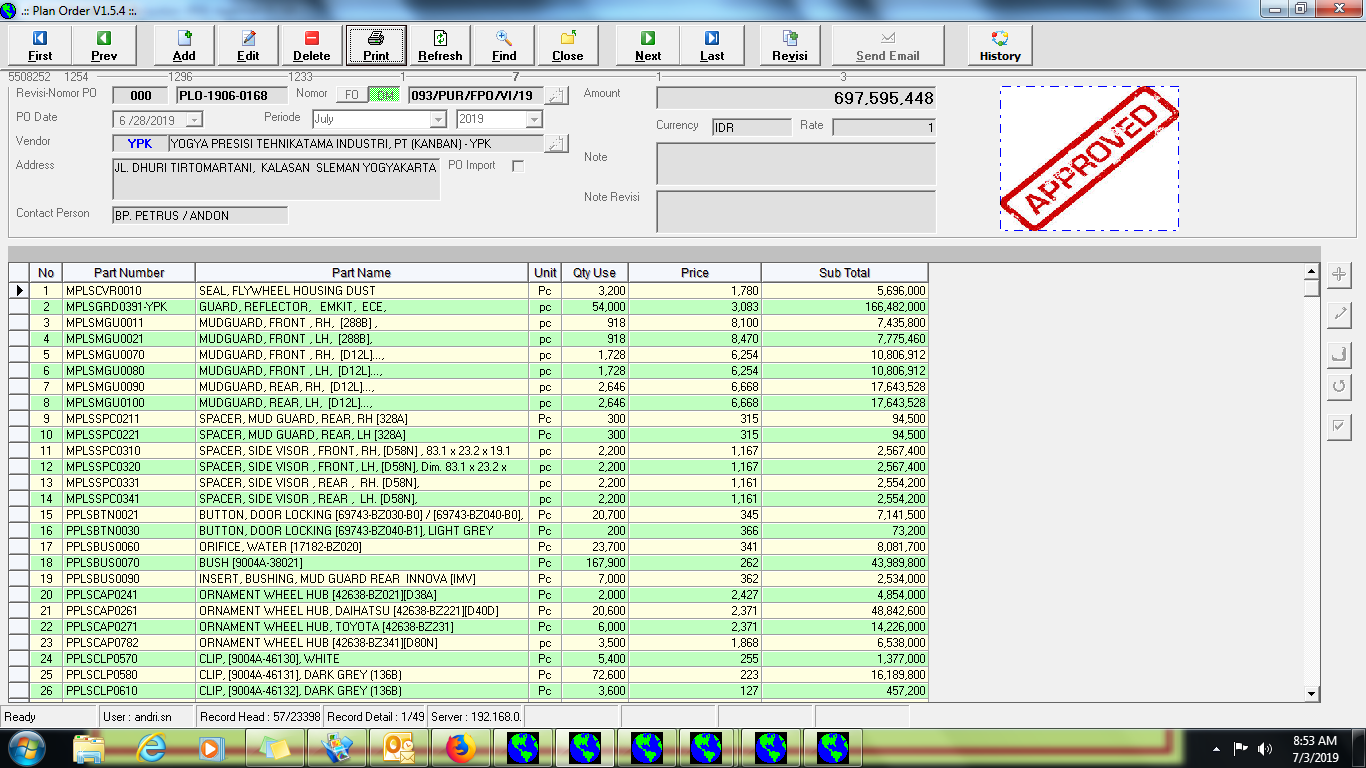 .:: Plan Order V1.5.4 ::.
First Prev Add Edit Delete Print Refresh Find Close Next Last Revisi Send Email History
5508252 1254 1296 1233 1 7 1 3
Revisi-Nomor PO 000 PLO-1906-0168 Nomor FO DM 093/PUR/FPO/VI/19 Amount 697,595,448
PO Date 6 /28/2019 Periode July 2019 Currency IDR Rate 1
Vendor YPK YOGYA PRESISI TEHNIKATAMA INDUSTRI, PT (KANBAN) - YPK
Address JL. DHURI TIRTOMARTANI, KALASAN SLEMAN YOGYAKARTA PO Import Note
Contact Person BP. PETRUS / ANDON Note Revisi
APPROVED
No Part Number Part Name Unit Qty Use Price Sub Total
1 MPLSCVR0010 SEAL, FLYWHEEL HOUSING DUST Pc 3,200 1,780 5,696,000
2 MPLSGRD0391-YPK GUARD, REFLECTOR, EMKIT, ECE, pc 54,000 3,083 166,482,000
3 MPLSMGU0011 MUDGUARD, FRONT , RH, [288B] , pc 918 8,100 7,435,800
4 MPLSMGU0021 MUDGUARD, FRONT , LH, [288B], pc 918 8,470 7,775,460
5 MPLSMGU0070 MUDGUARD, FRONT , RH, [D12L]..., pc 1,728 6,254 10,806,912
6 MPLSMGU0080 MUDGUARD, FRONT , LH, [D12L]..., pc 1,728 6,254 10,806,912
7 MPLSMGU0090 MUDGUARD, REAR, RH, [D12L]..., pc 2,646 6,668 17,643,528
8 MPLSMGU0100 MUDGUARD, REAR, LH, [D12L]..., pc 2,646 6,668 17,643,528
9 MPLSSPC0211 SPACER, MUD GUARD, REAR, RH [328A] Pc 300 315 94,500
10 MPLSSPC0221 SPACER, MUD GUARD, REAR, LH [328A] Pc 300 315 94,500
11 MPLSSPC0310 SPACER, SIDE VISOR , FRONT, RH, [D58N] , 83.1 x 23.2 x 19.1 pc 2,200 1,167 2,567,400
12 MPLSSPC0320 SPACER, SIDE VISOR , FRONT, LH, [D58N], Dim. 83.1 x 23.2 x pc 2,200 1,167 2,567,400
13 MPLSSPC0331 SPACER, SIDE VISOR , REAR , RH. [D58N], pc 2,200 1,161 2,554,200
14 MPLSSPC0341 SPACER, SIDE VISOR , REAR , LH. [D58N], pc 2,200 1,161 2,554,200
15 PPLSBTN0021 BUTTON, DOOR LOCKING [69743-BZ030-B0] / [69743-BZ040-B0], Pc 20,700 345 7,141,500
16 PPLSBTN0030 BUTTON, DOOR LOCKING [69743-BZ040-B1], LIGHT GREY Pc 200 366 73,200
17 PPLSBUS0060 ORIFICE, WATER [17182-BZ020] Pc 23,700 341 8,081,700
18 PPLSBUS0070 BUSH [9004A-38021] Pc 167,900 262 43,989,800
19 PPLSBUS0090 INSERT, BUSHING, MUD GUARD REAR INNOVA [IMV] Pc 7,000 362 2,534,000
20 PPLSCAP0241 ORNAMENT WHEEL HUB [42638-BZ021][D38A] Pc 2,000 2,427 4,854,000
21 PPLSCAP0261 ORNAMENT WHEEL HUB, DAIHATSU [42638-BZ221][D40D] Pc 20,600 2,371 48,842,600
22 PPLSCAP0271 ORNAMENT WHEEL HUB, TOYOTA [42638-BZ231] Pc 6,000 2,371 14,226,000
23 PPLSCAP0782 ORNAMENT WHEEL HUB [42638-BZ341][D80N] pc 3,500 1,868 6,538,000
24 PPLSCLP0570 CLIP, [9004A-46130], WHITE Pc 5,400 255 1,377,000
25 PPLSCLP0580 CLIP, [9004A-46131], DARK GREY (136B) Pc 72,600 223 16,189,800
26 PPLSCLP0610 CLIP, [9004A-46132], DARK GREY (136B) Pc 3,600 127 457,200
Ready User : andri.sn Record Head : 57/23398 Record Detail : 1/49 Server : 192.168.0.
8:53 AM
7/3/2019